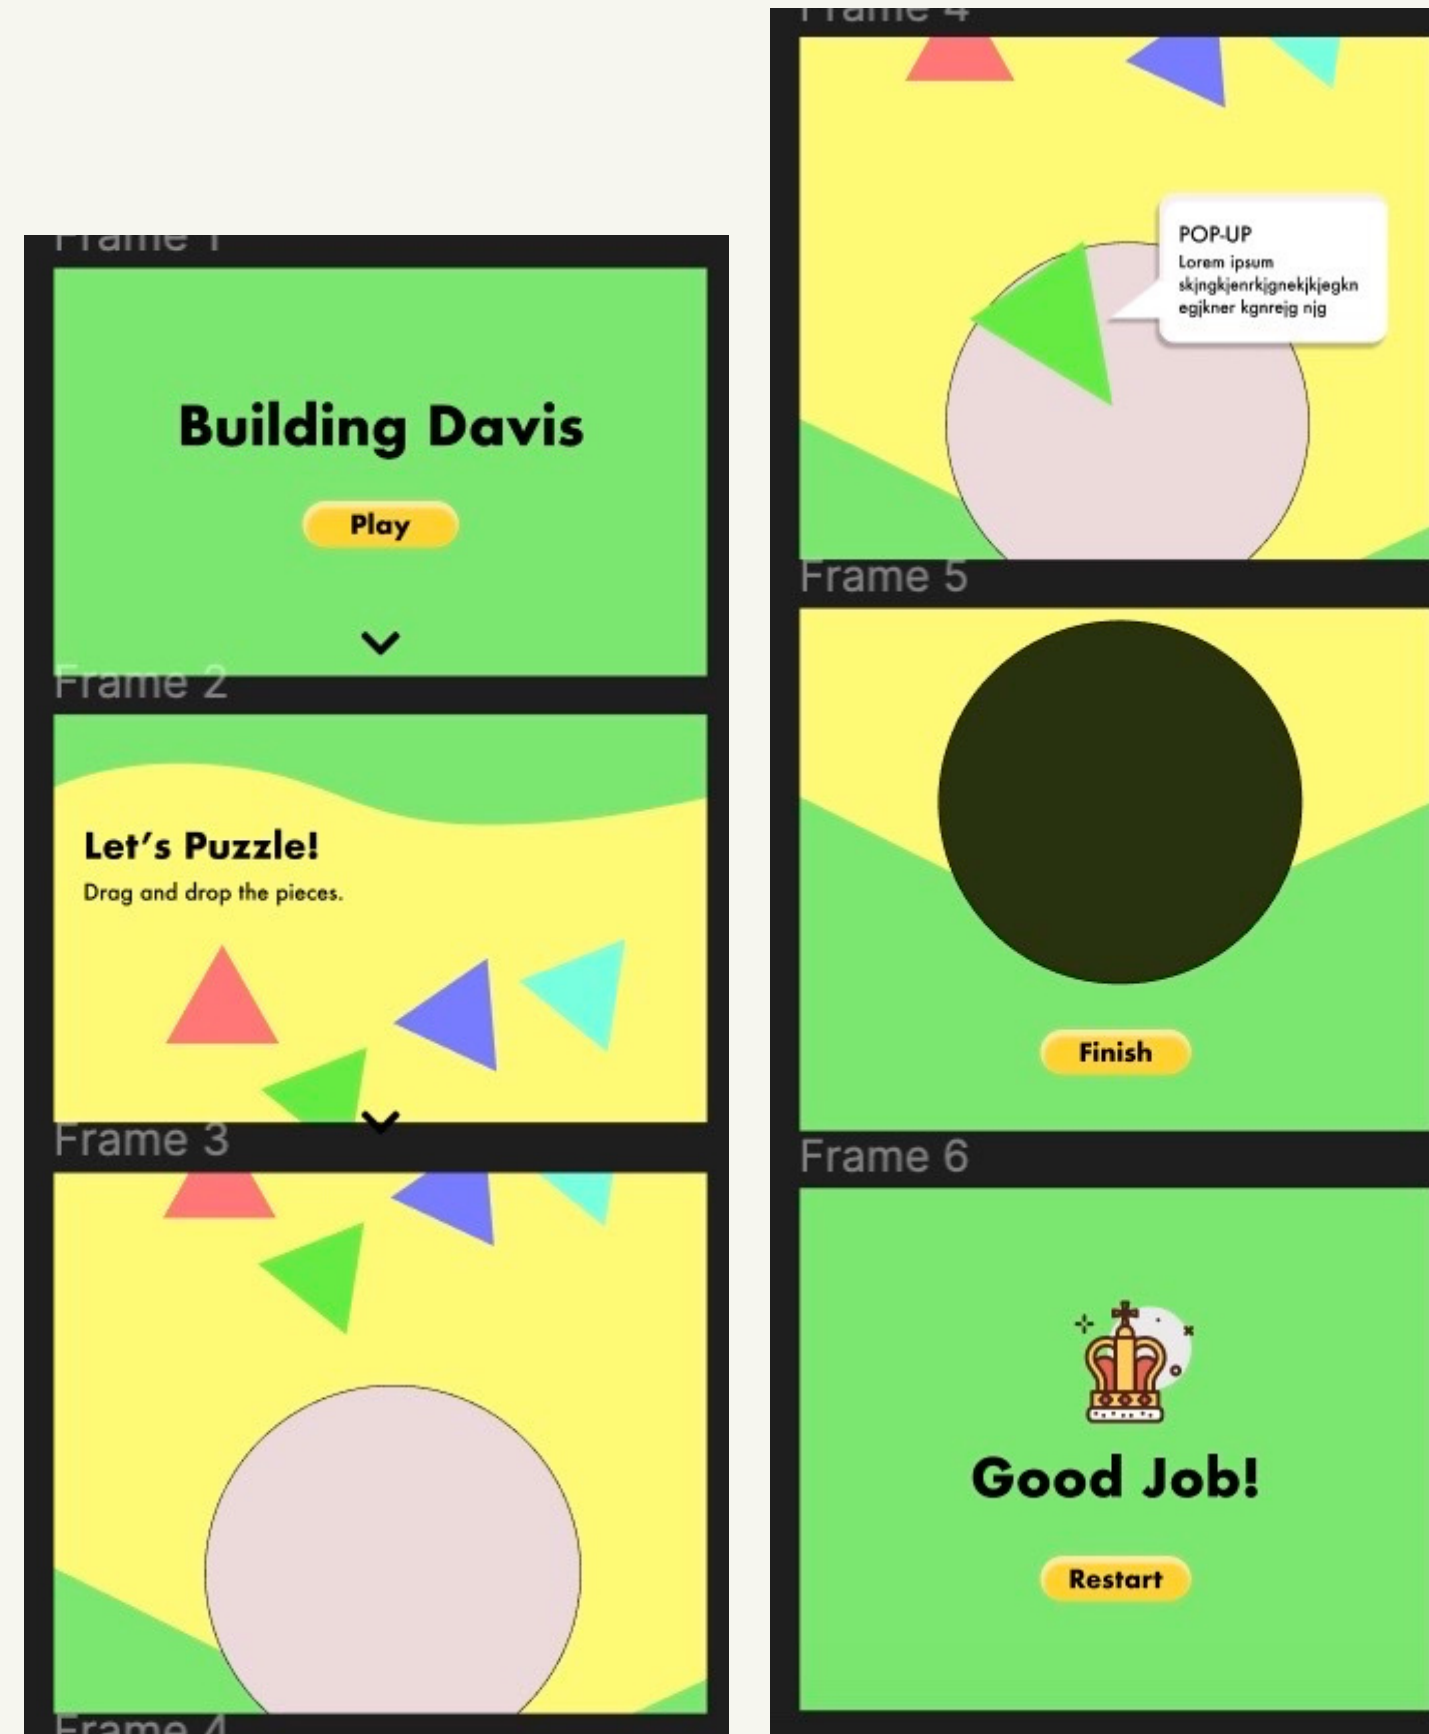 Frame 1
Building Davis
Play
Frame 2
Let’s Puzzle!
Drag and drop the pieces.
Frame 3
Frame 4
Frame 4
POP-UP
Lorem ipsum
skjngkjenrkjgnekjkjegkn
egjkner kgnrejg njg
Frame 5
Finish
Frame 6
Good Job!
Restart